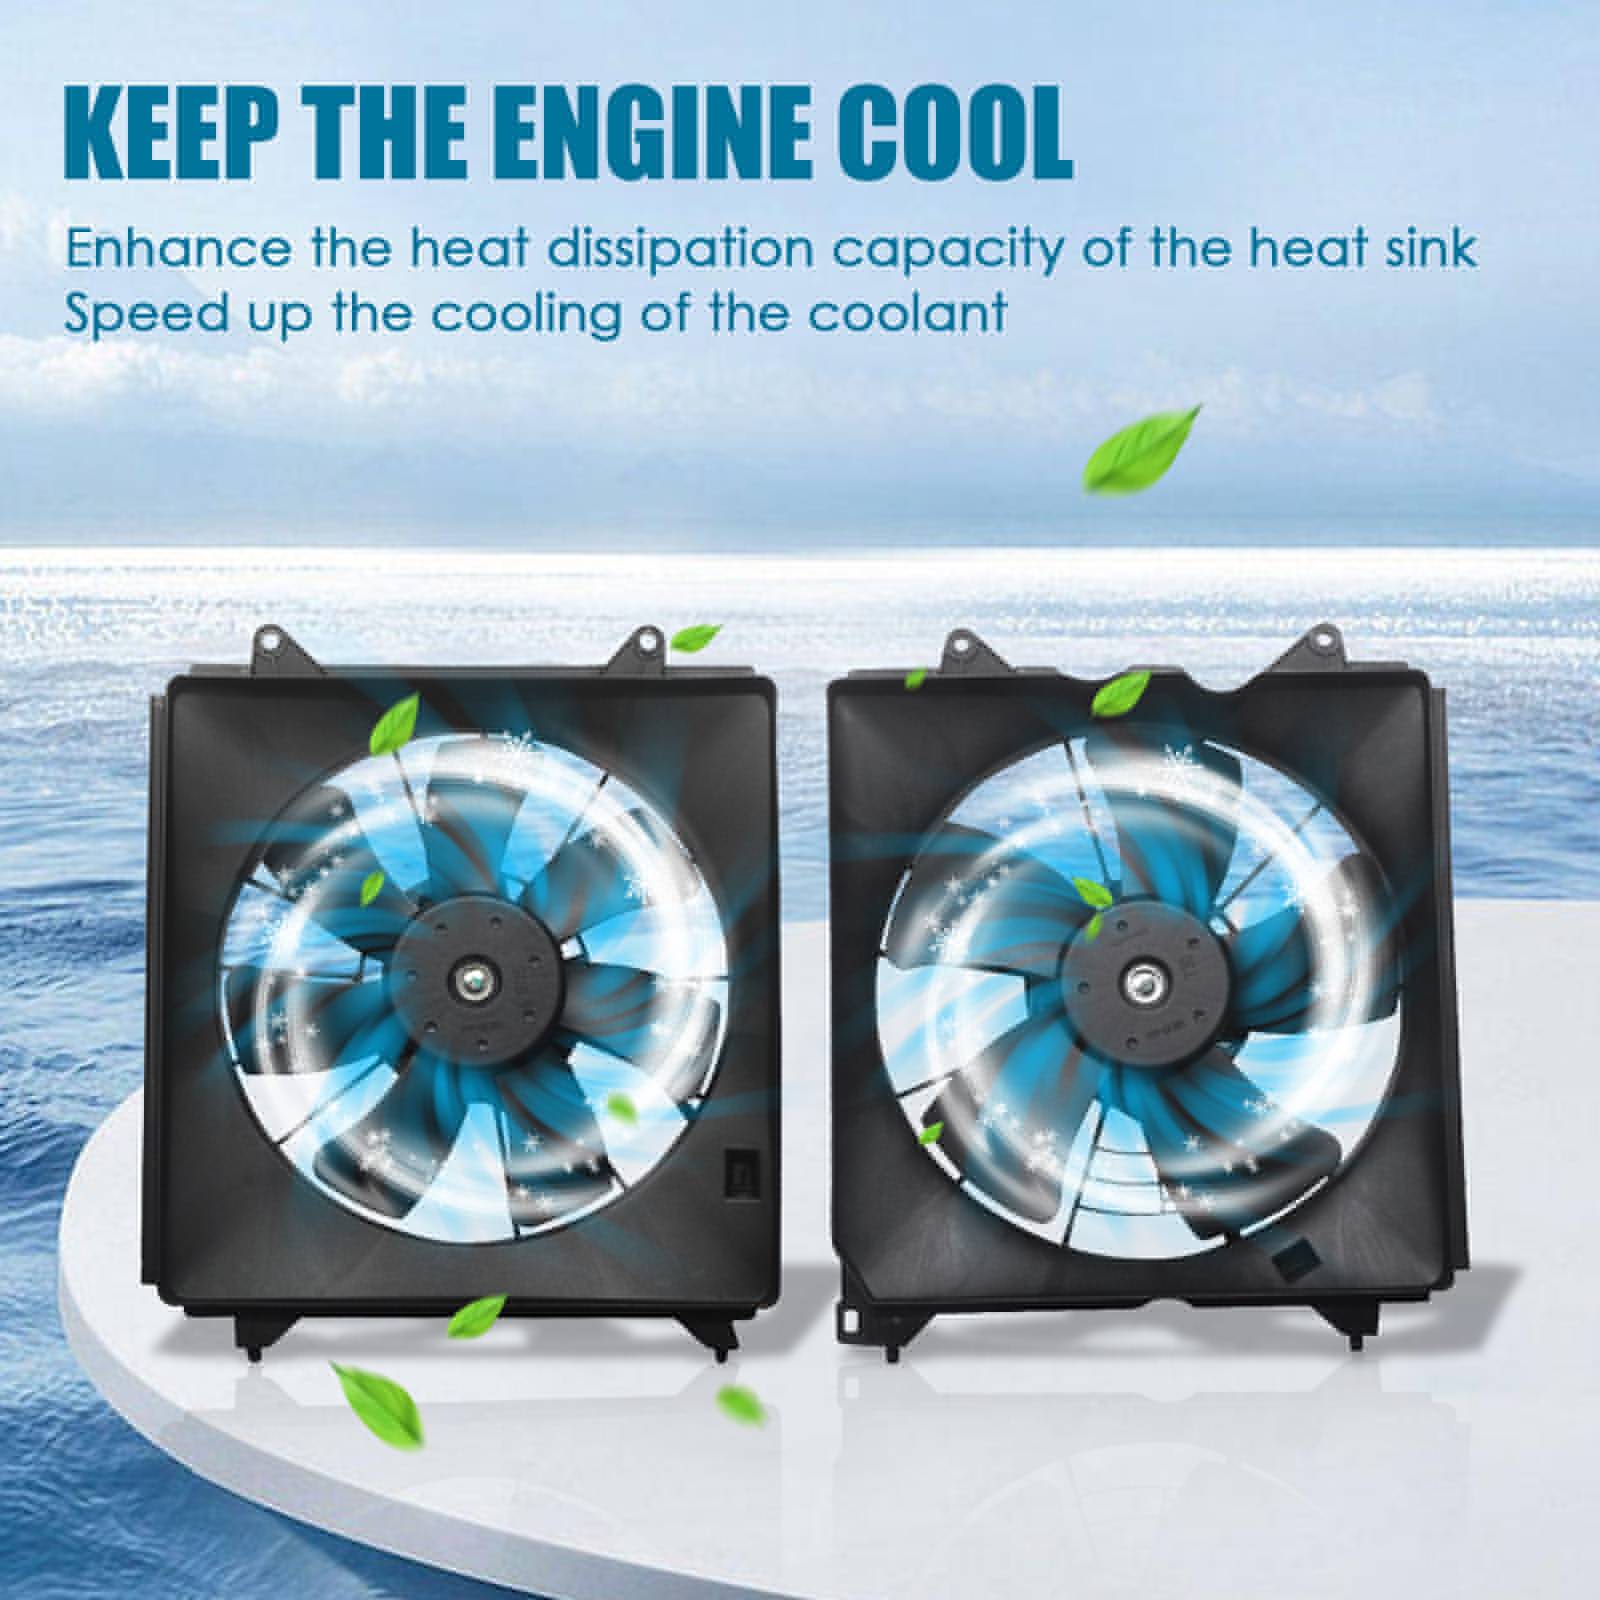 KEEP THE ENGINE COOL
Enhance the heat dissipation capacity of the heat sink
Speed up the cooling of the coolant